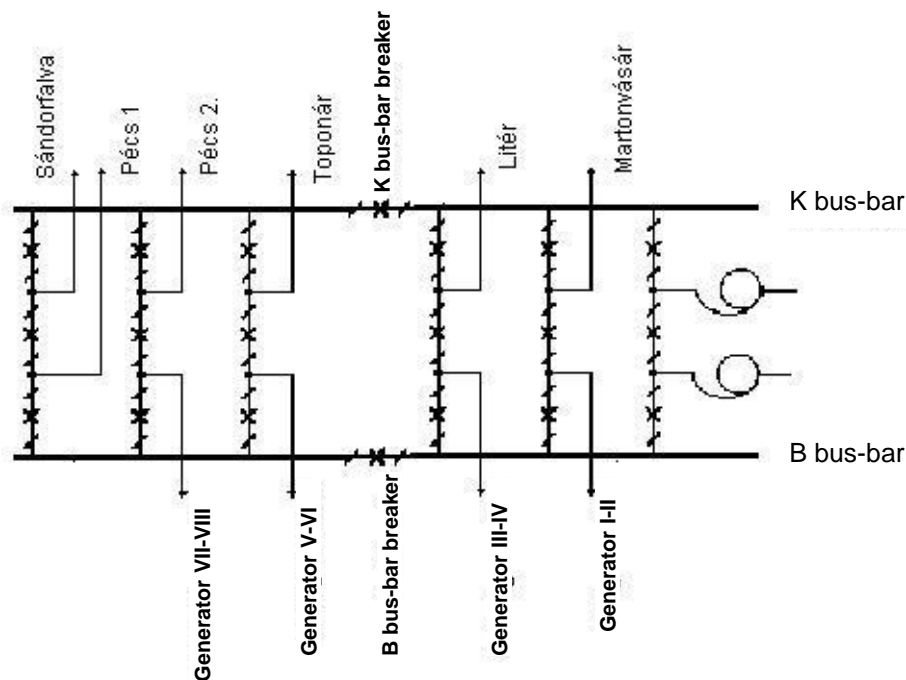 Sándorfalva
Pécs 1
Pécs 2.
Toponár
K bus-bar breaker
Litér
Martonvásár
K bus-bar
B bus-bar
Generator VII-VIII
Generator V-VI
B bus-bar breaker
Generator III-IV
Generator I-II